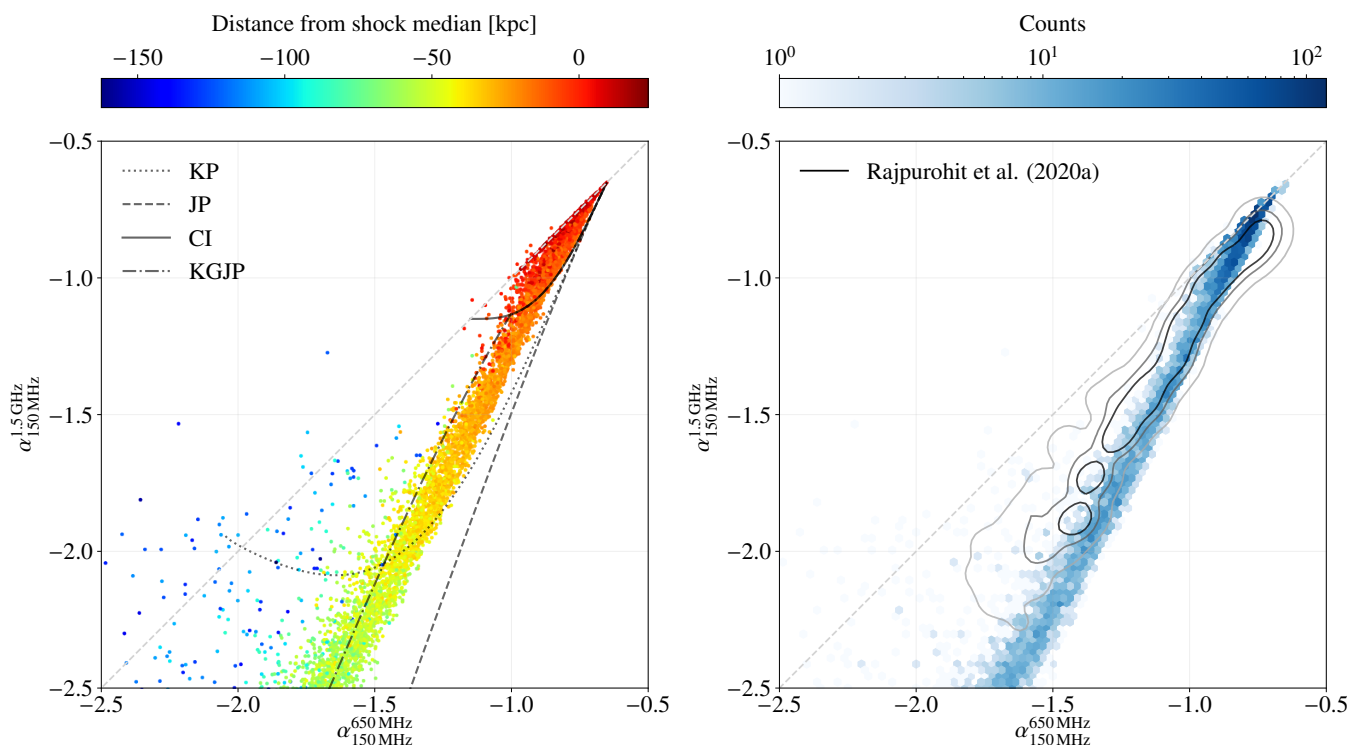 Distance from shock median [kpc]
−150 −100 −50 0
KP
JP
CI
KGJP
−0.5
−1.0
−1.5
−2.0
−2.5
α^{1.5 GHz}_{150 MHz}
−2.5 −2.0 −1.5 −1.0 −0.5
α^{650 MHz}_{150 MHz}
Counts
10^0 10^1 10^2
Rajpurohit et al. (2020a)
−0.5
−1.0
−1.5
−2.0
−2.5
α^{1.5 GHz}_{150 MHz}
−2.5 −2.0 −1.5 −1.0 −0.5
α^{650 MHz}_{150 MHz}